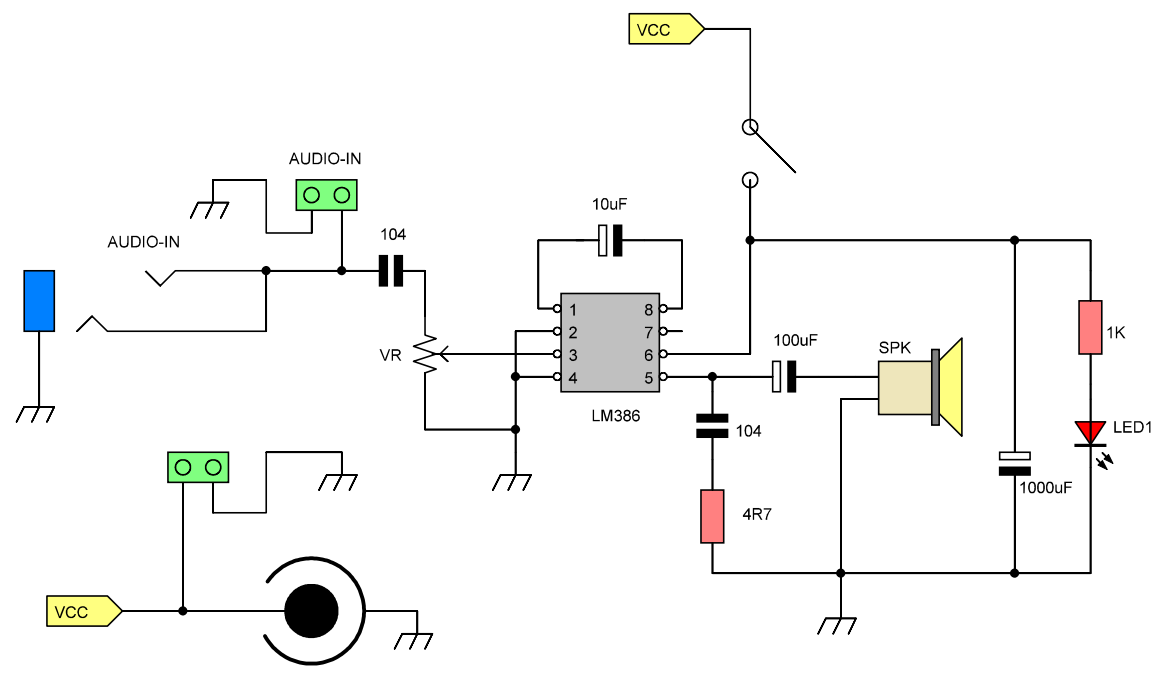 VCC
AUDIO-IN
10uF
104
AUDIO-IN
1 8
2 7
3 6
4 5
LM386
VR
100uF
SPK
1K
LED1
104
1000uF
4R7
VCC